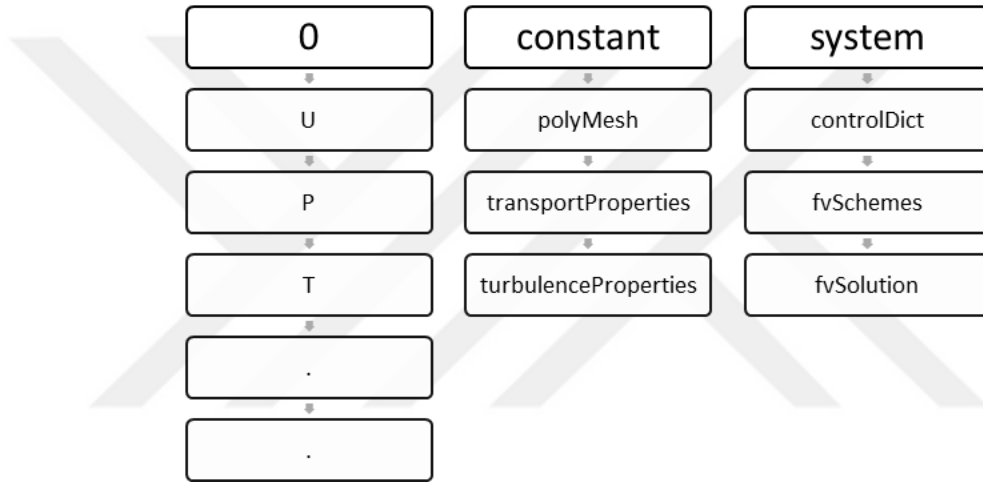 0
U
P
T
.
.
constant
polyMesh
transportProperties
turbulenceProperties
system
controlDict
fvSchemes
fvSolution